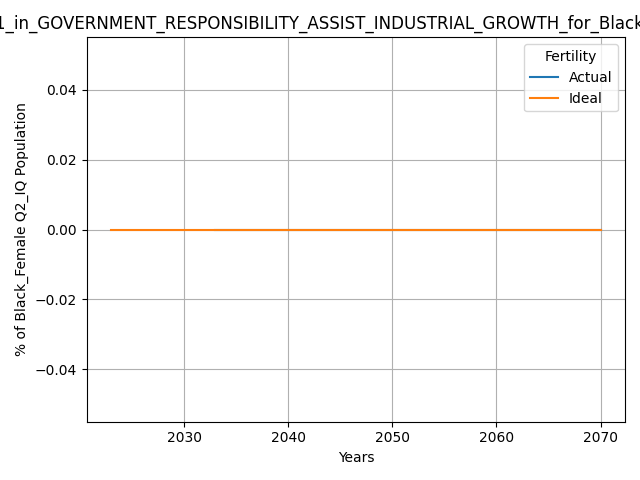 1_in_GOVERNMENT_RESPONSIBILITY_ASSIST_INDUSTRIAL_GROWTH_for_Black
Fertility
Actual
Ideal
0.04
0.02
0.00
−0.02
−0.04
% of Black_Female Q2_IQ Population
2030 2040 2050 2060 2070
Years